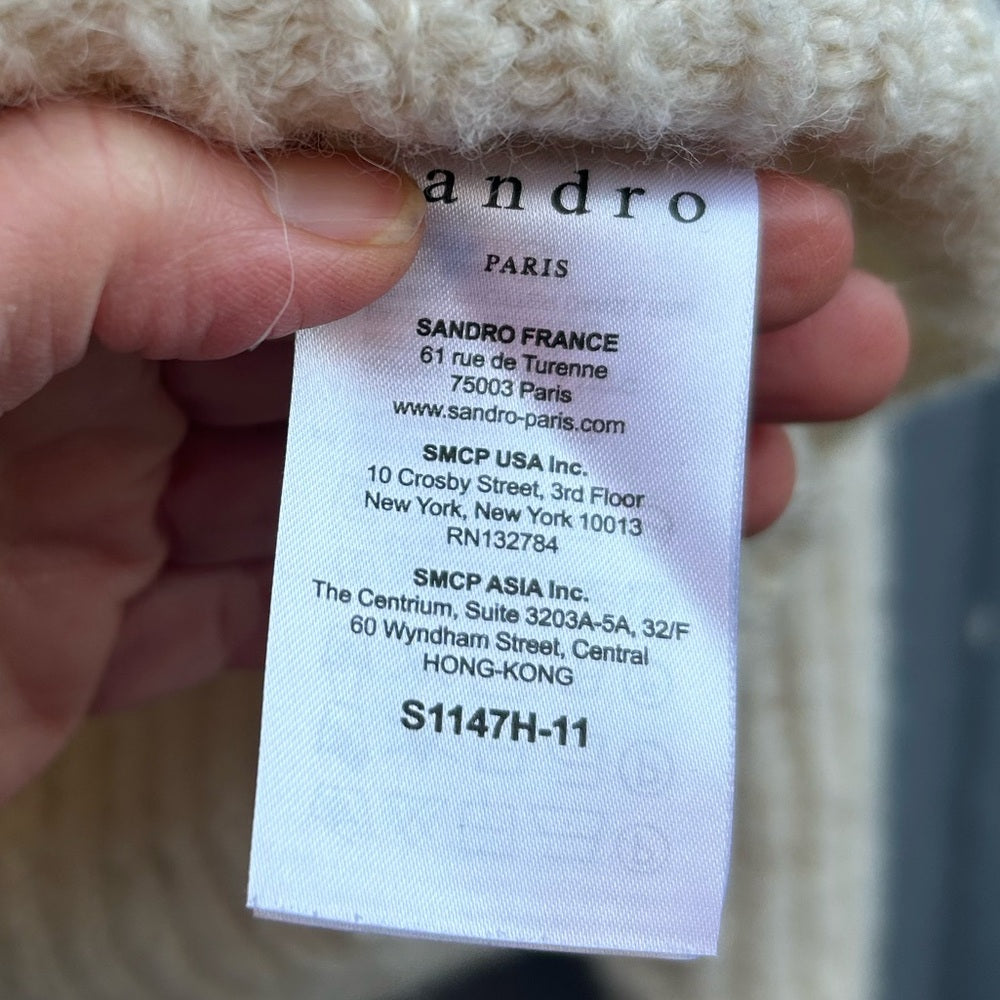 andro
PARIS
SANDRO FRANCE
61 rue de Turenne
75003 Paris
www.sandro-paris.com
SMCP USA Inc.
10 Crosby Street, 3rd Floor
New York, New York 10013
RN132784
SMCP ASIA Inc.
The Centrium, Suite 3203A-5A, 32/F
60 Wyndham Street, Central
HONG-KONG
S1147H-11